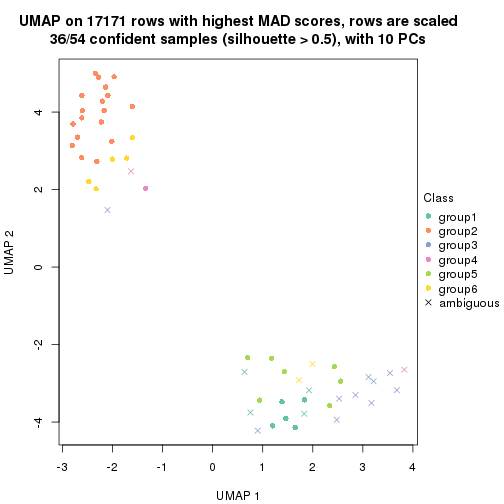 UMAP on 17171 rows with highest MAD scores, rows are scaled
36/54 confident samples (silhouette > 0.5), with 10 PCs
4
2
0
-2
-4
UMAP 2
-3
-2
-1
0
1
2
3
4
UMAP 1
Class
group1
group2
group3
group4
group5
group6
ambiguous